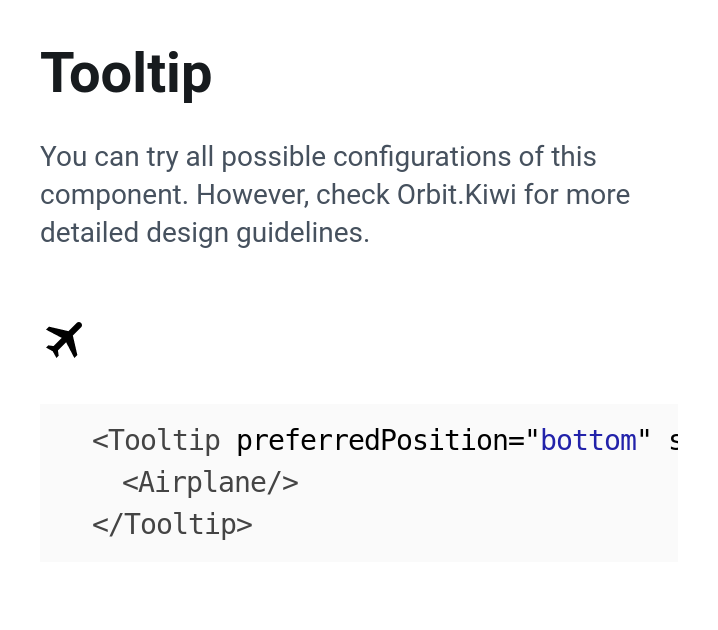 Tooltip
You can try all possible configurations of this
component. However, check Orbit.Kiwi for more
detailed design guidelines.
<Tooltip preferredPosition="bottom" s
<Airplane/>
</Tooltip>